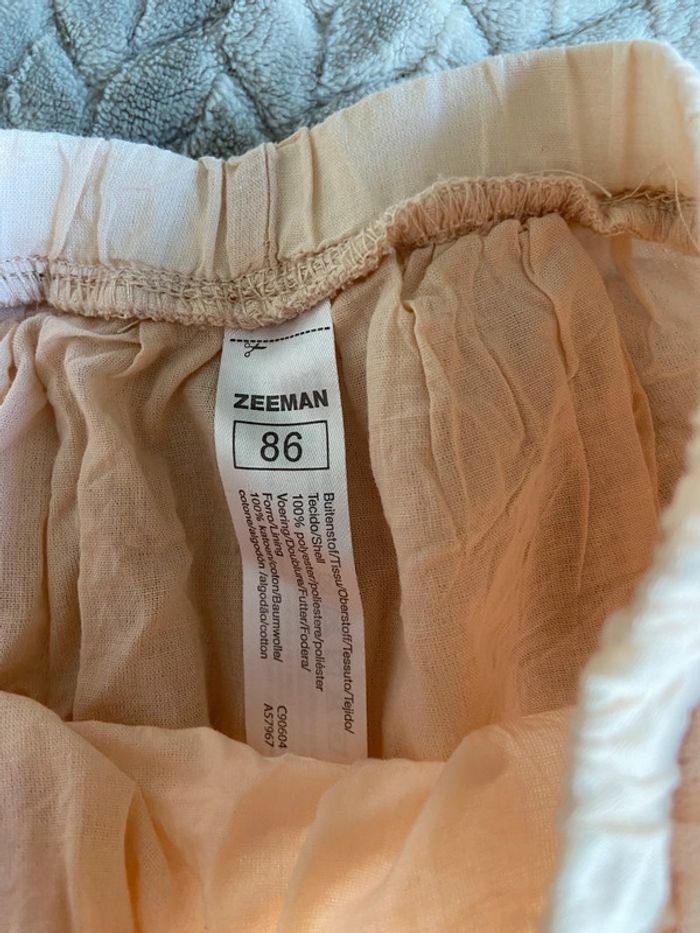 ZEEMAN
86
Buitenstof/Tissu/Oberstoff/Tessuto/Tejido/
Tecido/Shell
100% polyester/poliestere/poliéster
Voering/Doublure/Futter/Fodera/
Forro/Lining
100% katoen/coton/Baumwolle/
cotone/algodón/algodão/cotton
C90604
A57967